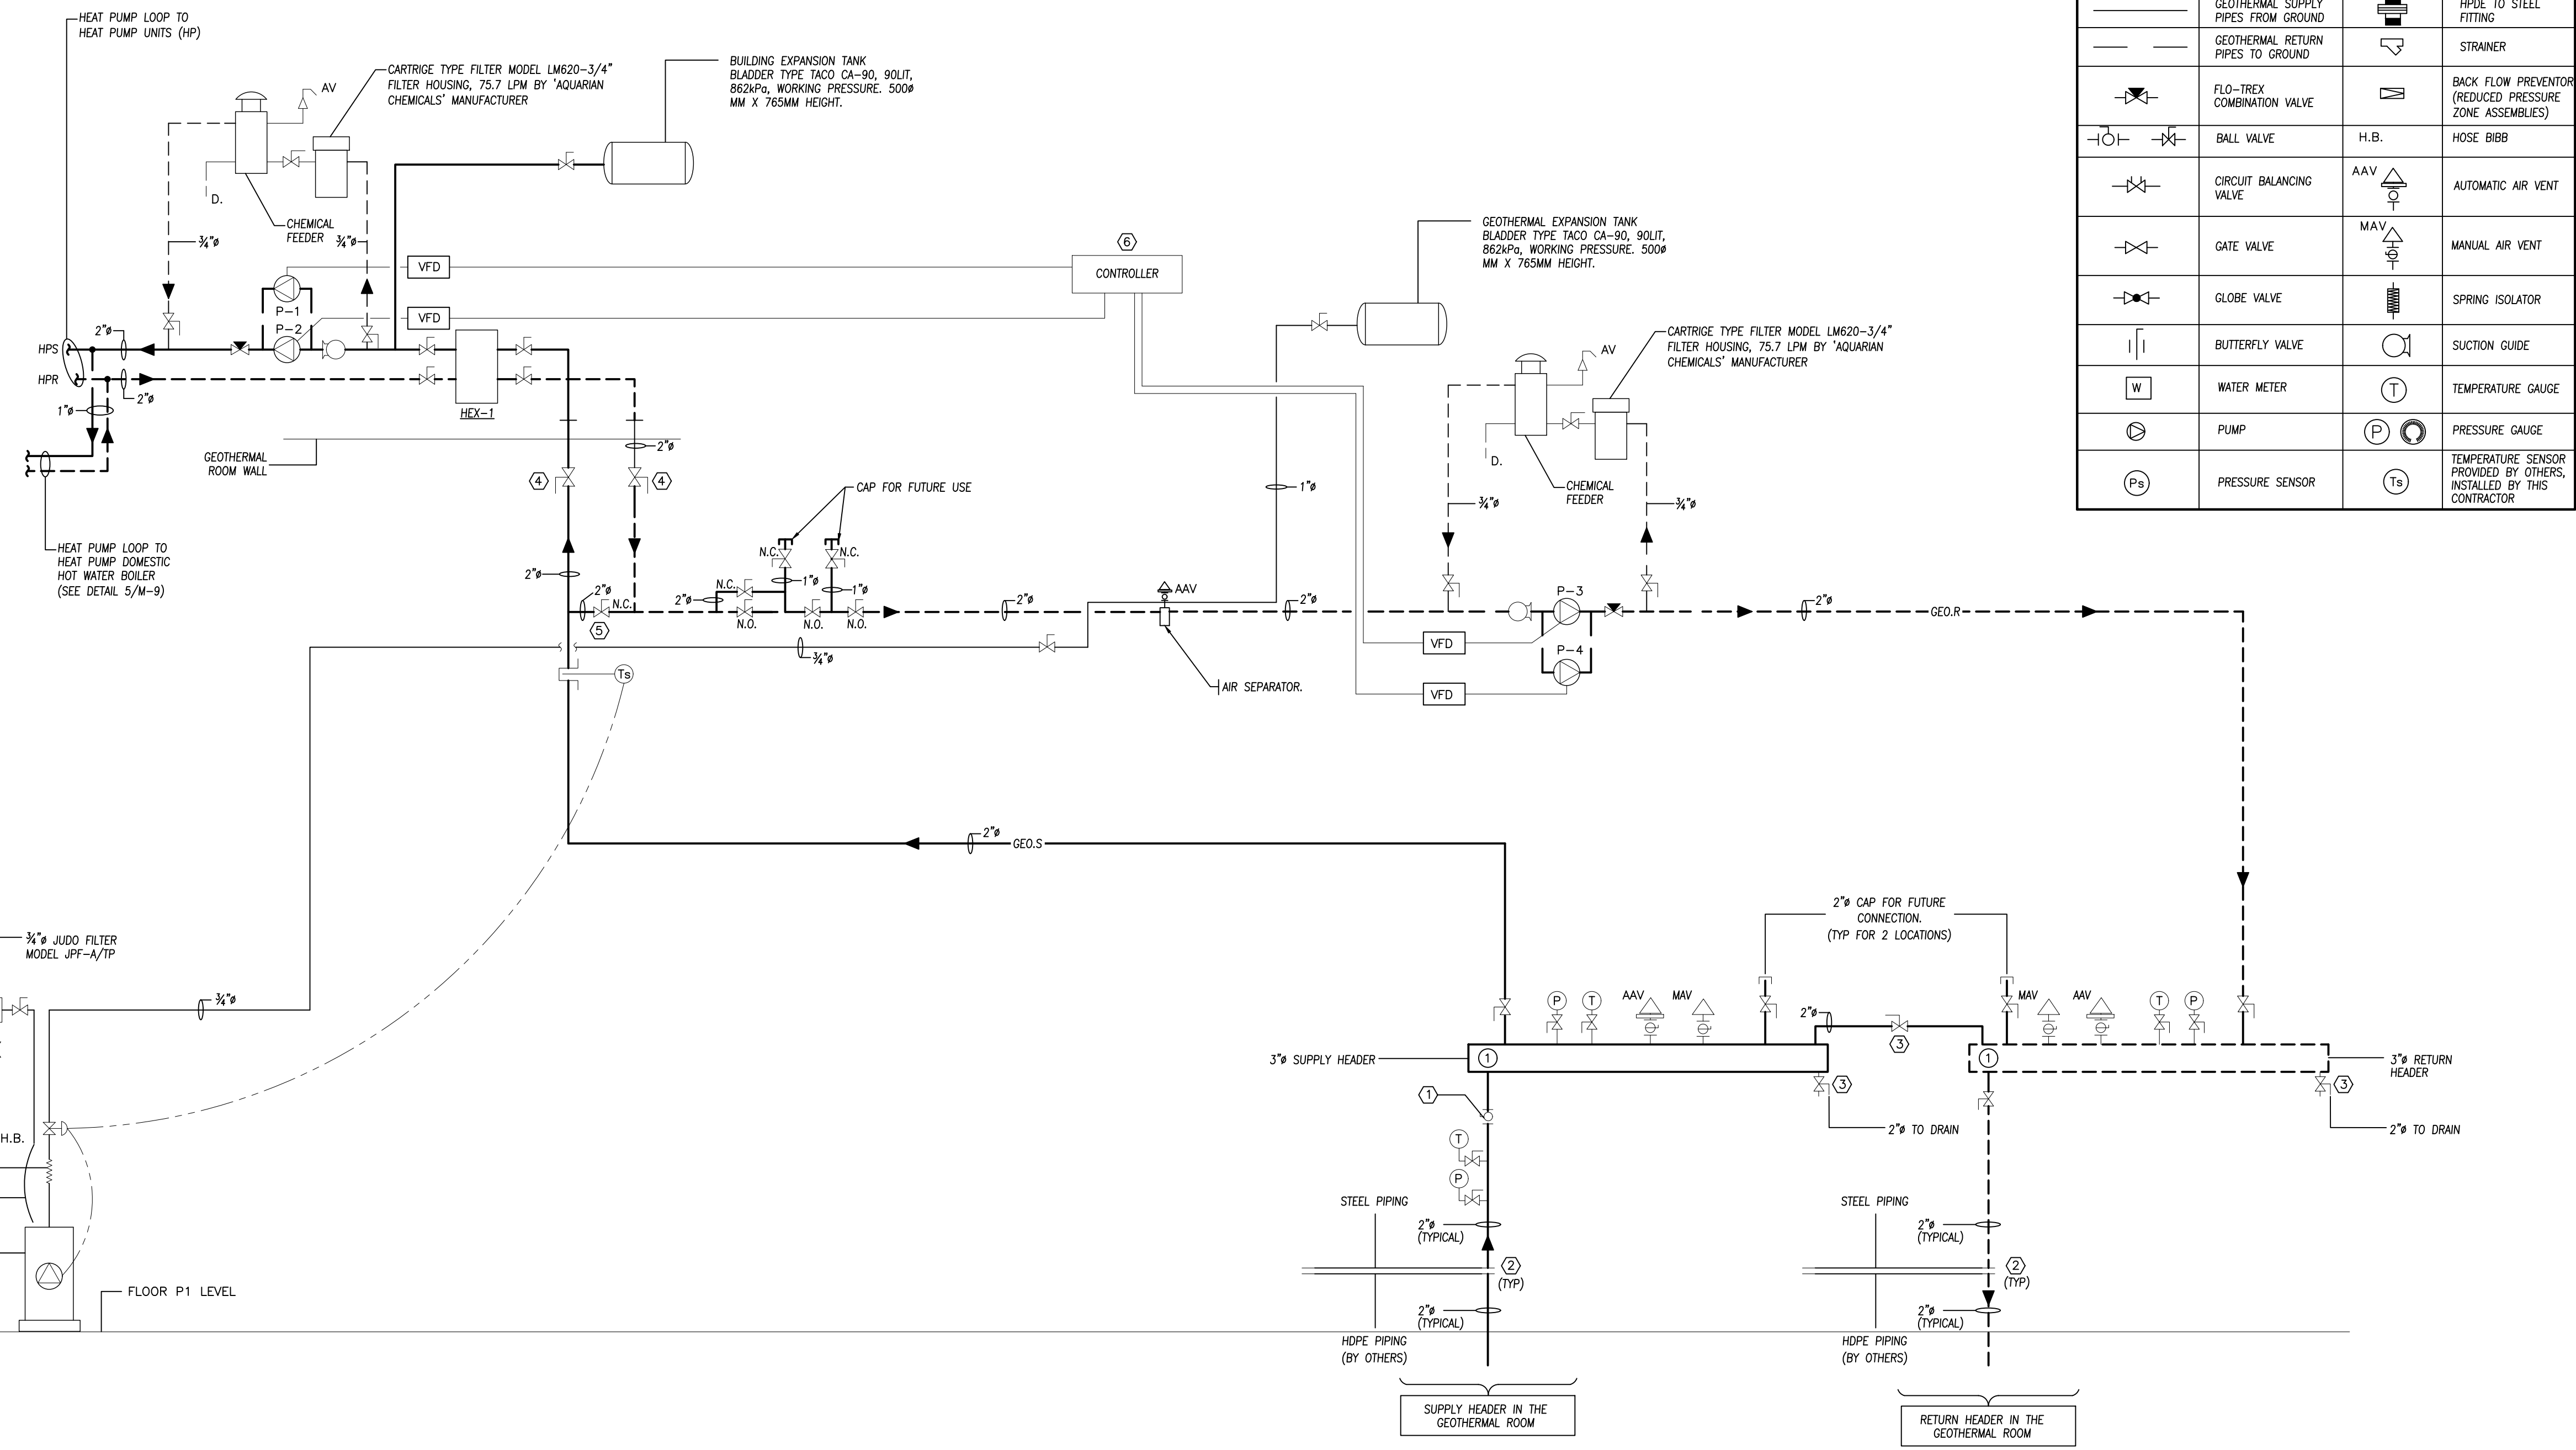 HEAT PUMP LOOP TO
HEAT PUMP UNITS (HP)
CARTRIGE TYPE FILTER MODEL LM620-3/4"
FILTER HOUSING, 75.7 LPM BY 'AQUARIAN
CHEMICALS' MANUFACTURER
AV
D.
CHEMICAL
FEEDER
3/4"ø
3/4"ø
BUILDING EXPANSION TANK
BLADDER TYPE TACO CA-90, 90LIT,
862kPa, WORKING PRESSURE. 500ø
MM X 765MM HEIGHT.
VFD
VFD
6
CONTROLLER
P-1
P-2
2"ø
HPS
HPR
2"ø
1"ø
HEX-1
GEOTHERMAL
ROOM WALL
2"ø
4
4
HEAT PUMP LOOP TO
HEAT PUMP DOMESTIC
HOT WATER BOILER
(SEE DETAIL 5/M-9)
GEOTHERMAL EXPANSION TANK
BLADDER TYPE TACO CA-90, 90LIT,
862kPa, WORKING PRESSURE. 500ø
MM X 765MM HEIGHT.
CARTRIGE TYPE FILTER MODEL LM620-3/4"
FILTER HOUSING, 75.7 LPM BY 'AQUARIAN
CHEMICALS' MANUFACTURER
AV
D.
CHEMICAL
FEEDER
3/4"ø
3/4"ø
1"ø
CAP FOR FUTURE USE
N.C.
N.C.
2"ø
2"ø
N.C.
5
N.C.
2"ø
1"ø
1"ø
N.O.
N.O.
N.O.
2"ø
AAV
2"ø
3/4"ø
AIR SEPARATOR.
Ts
P-3
P-4
VFD
VFD
2"ø
GEO.R
2"ø
GEO.S
3/4"ø JUDO FILTER
MODEL JPF-A/TP
3/4"ø
H.B.
FLOOR P1 LEVEL
2"ø CAP FOR FUTURE
CONNECTION.
(TYP FOR 2 LOCATIONS)
P
T
AAV
MAV
2"ø
3
MAV
AAV
T
P
3"ø SUPPLY HEADER
1
1
3"ø RETURN
HEADER
3
3
2"ø TO DRAIN
2"ø TO DRAIN
1
T
P
STEEL PIPING
2"ø
(TYPICAL)
2
(TYP)
2"ø
(TYPICAL)
HDPE PIPING
(BY OTHERS)
SUPPLY HEADER IN THE
GEOTHERMAL ROOM
STEEL PIPING
2"ø
(TYPICAL)
2
(TYP)
2"ø
(TYPICAL)
HDPE PIPING
(BY OTHERS)
RETURN HEADER IN THE
GEOTHERMAL ROOM
GEOTHERMAL SUPPLY
PIPES FROM GROUND
HPDE TO STEEL
FITTING
GEOTHERMAL RETURN
PIPES TO GROUND
STRAINER
FLO-TREX
COMBINATION VALVE
BACK FLOW PREVENTOR
(REDUCED PRESSURE
ZONE ASSEMBLIES)
BALL VALVE
H.B.
HOSE BIBB
CIRCUIT BALANCING
VALVE
AAV
AUTOMATIC AIR VENT
GATE VALVE
MAV
MANUAL AIR VENT
GLOBE VALVE
SPRING ISOLATOR
BUTTERFLY VALVE
SUCTION GUIDE
W
WATER METER
T
TEMPERATURE GAUGE
PUMP
P
PRESSURE GAUGE
Ps
PRESSURE SENSOR
Ts
TEMPERATURE SENSOR
PROVIDED BY OTHERS,
INSTALLED BY THIS
CONTRACTOR